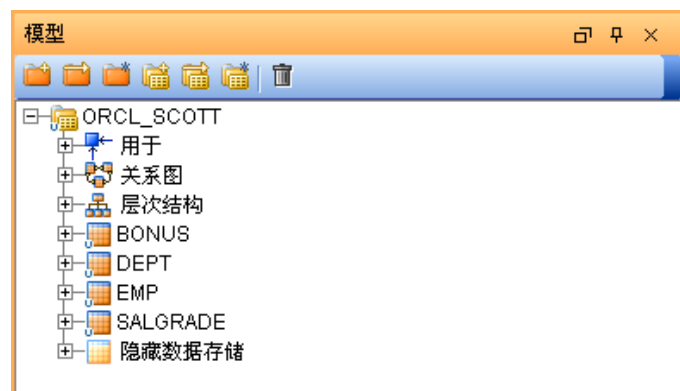 模型
ORCL_SCOTT
用于
关系图
层次结构
BONUS
DEPT
EMP
SALGRADE
隐藏数据存储